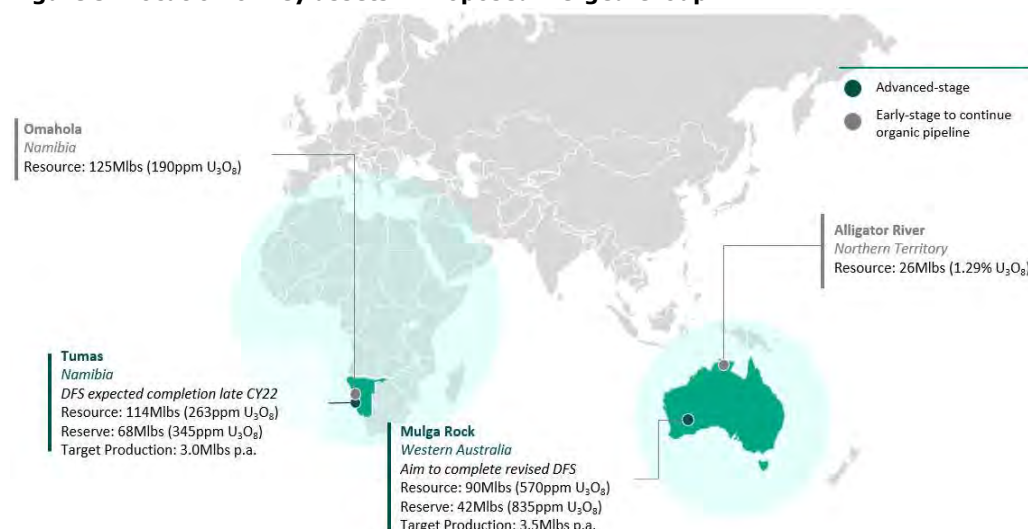 Advanced-stage
Early-stage to continue
organic pipeline
Omahola
Namibia
Resource: 125Mlbs (190ppm U₃O₈)
Alligator River
Northern Territory
Resource: 26Mlbs (1.29% U₃O₈)
Tumas
Namibia
DFS expected completion late CY22
Resource: 114Mlbs (263ppm U₃O₈)
Reserve: 68Mlbs (345ppm U₃O₈)
Target Production: 3.0Mlbs p.a.
Mulga Rock
Western Australia
Aim to complete revised DFS
Resource: 90Mlbs (570ppm U₃O₈)
Reserve: 42Mlbs (835ppm U₃O₈)
Target Production: 3.5Mlbs p.a.